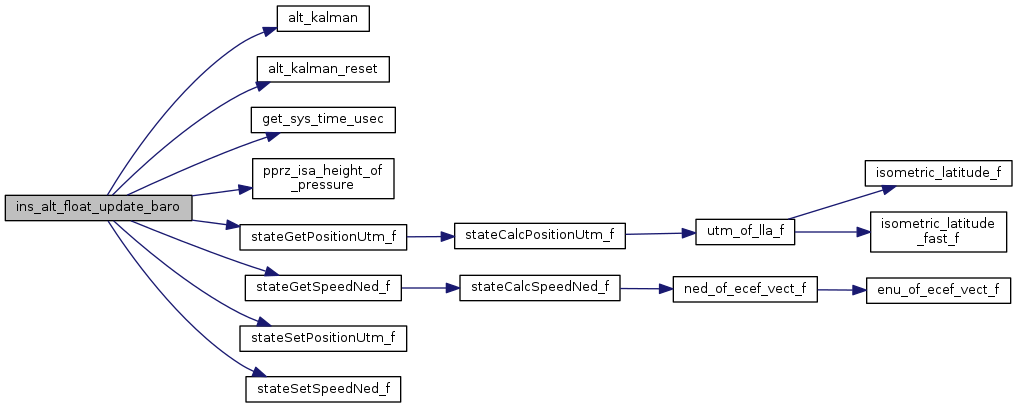 ins_alt_float_update_baro
alt_kalman
alt_kalman_reset
get_sys_time_usec
pprz_isa_height_of
_pressure
stateGetPositionUtm_f
stateCalcPositionUtm_f
utm_of_lla_f
isometric_latitude_f
isometric_latitude
_fast_f
stateGetSpeedNed_f
stateCalcSpeedNed_f
ned_of_ecef_vect_f
enu_of_ecef_vect_f
stateSetPositionUtm_f
stateSetSpeedNed_f